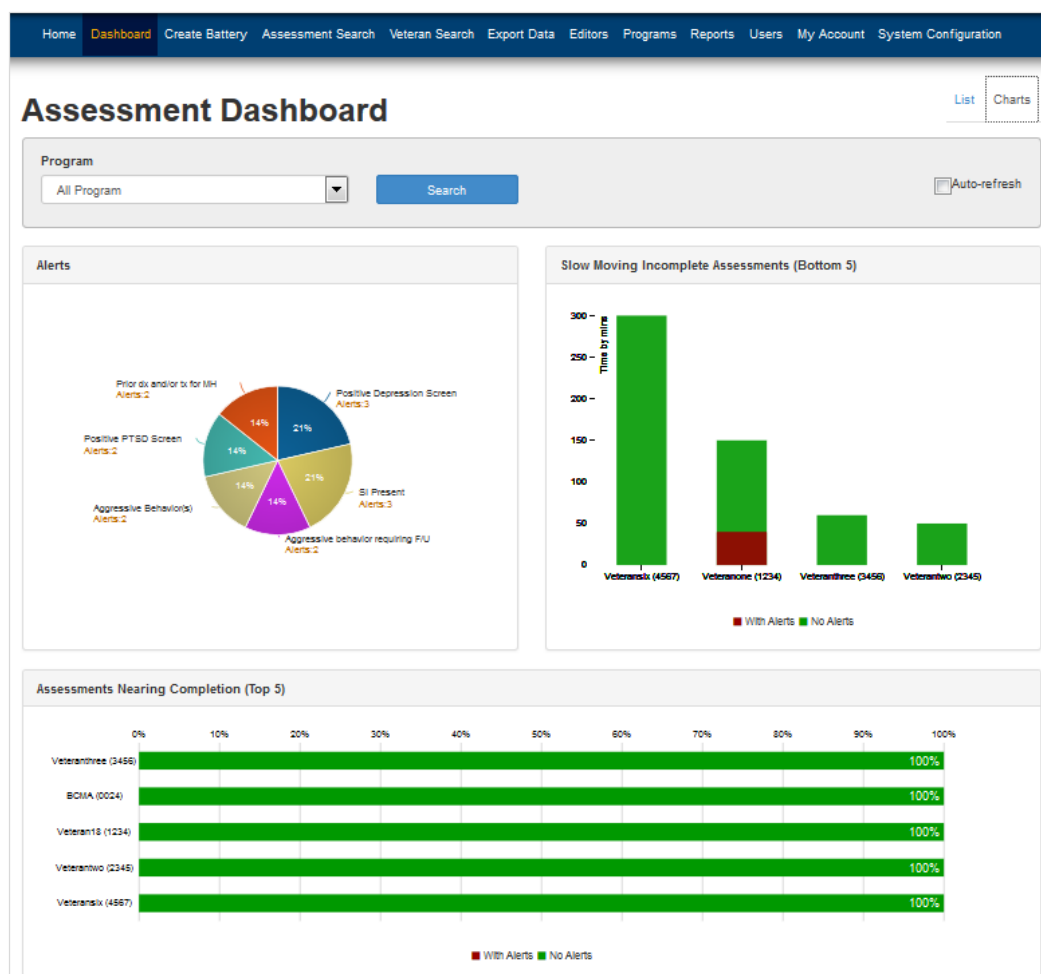 Home Dashboard Create Battery Assessment Search Veteran Search Export Data Editors Programs Reports Users My Account System Configuration
Assessment Dashboard
List Charts
Program
All Program
Search
Auto-refresh
Alerts
Prior dx and/or tx for MH
Alerts:2
Positive Depression Screen
Alerts:3
14%
21%
Positive PTSD Screen
Alerts:2
14%
21%
SI Present
Alerts:3
14%
14%
Aggressive Behavior(s)
Alerts:2
Aggressive behavior requiring F/U
Alerts:2
Slow Moving Incomplete Assessments (Bottom 5)
Time by mins
300
250
200
150
100
50
0
Veteransix (4567) Veteranone (1234) Veteranthree (3456) Veterantwo (2345)
With Alerts No Alerts
Assessments Nearing Completion (Top 5)
0% 10% 20% 30% 40% 50% 60% 70% 80% 90% 100%
Veteranthree (3456) 100%
BCMA (0024) 100%
Veteran18 (1234) 100%
Veterantwo (2345) 100%
Veteransix (4567) 100%
With Alerts No Alerts